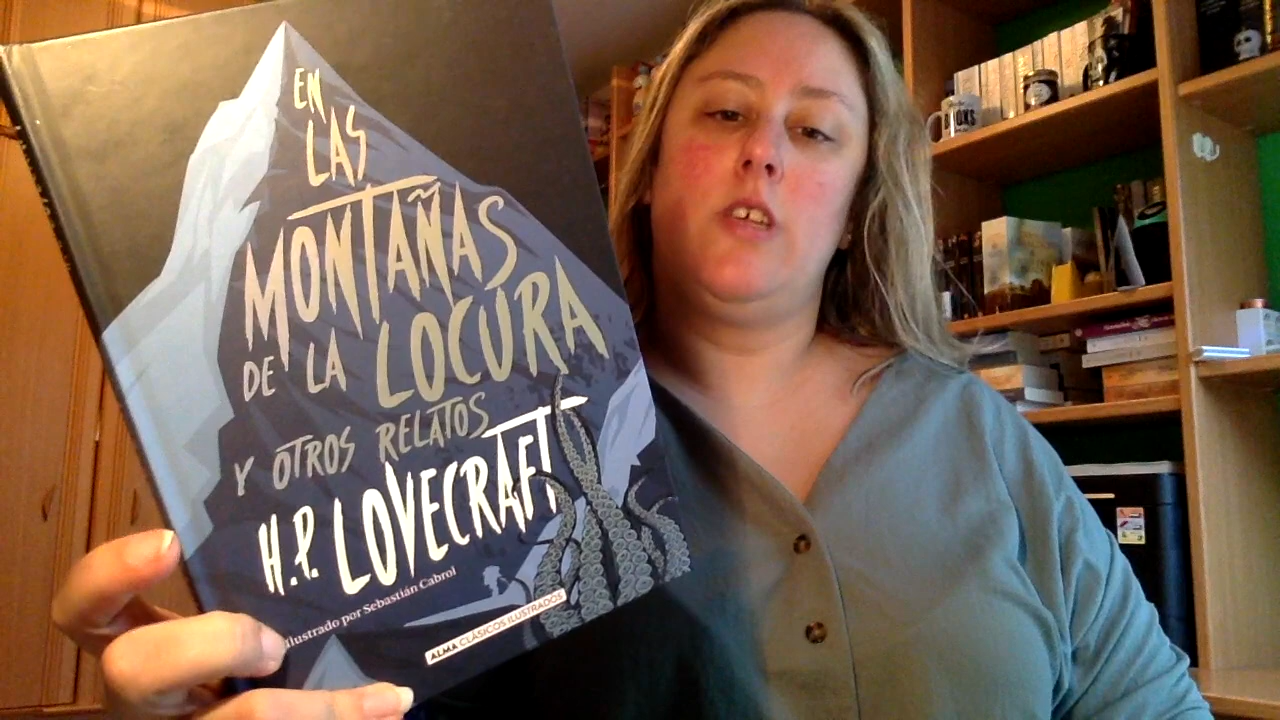 EN
LAS
MONTAÑAS
DE LA LOCURA
Y OTROS RELATOS
H.P. LOVECRAFT
Ilustrado por Sebastián Cabrol
ALMA CLÁSICOS ILUSTRADOS